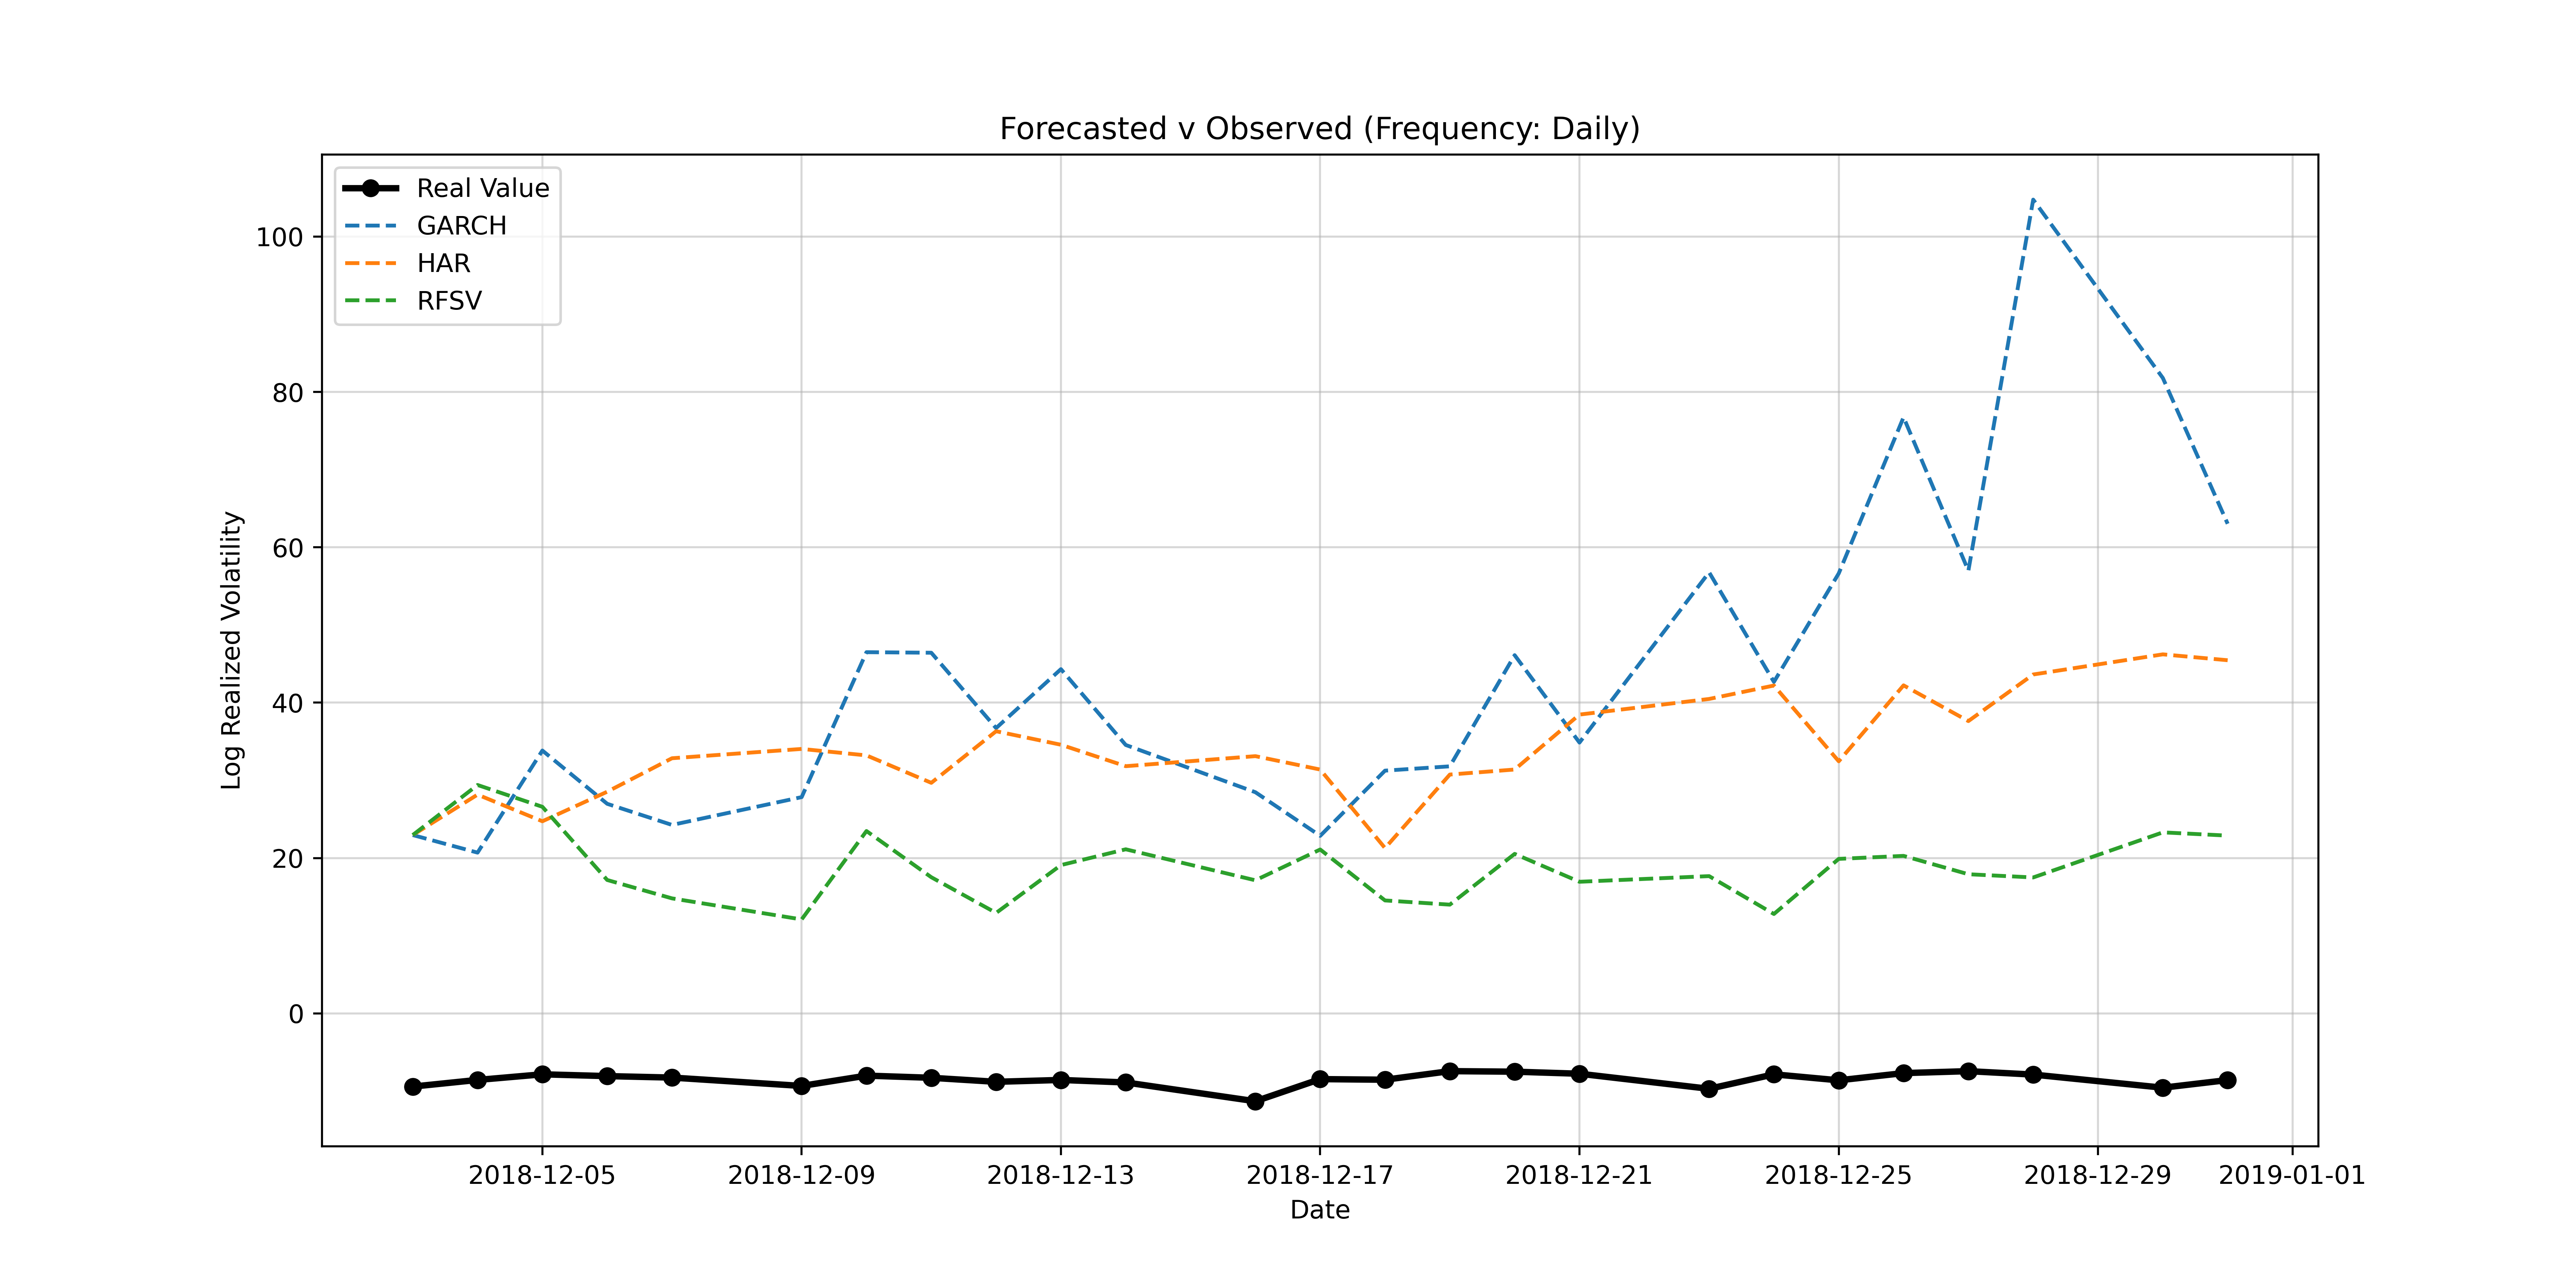 Forecasted v Observed (Frequency: Daily)
Real Value
GARCH
HAR
RFSV
Log Realized Volatility
100
80
60
40
20
0
2018-12-05 2018-12-09 2018-12-13 2018-12-17 2018-12-21 2018-12-25 2018-12-29 2019-01-01
Date